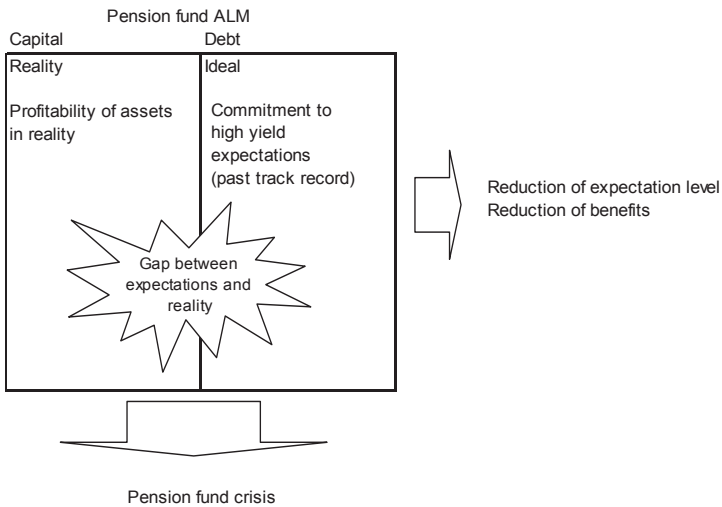 Pension fund ALM
Capital
Debt
Reality
Ideal
Profitability of assets
in reality
Commitment to
high yield
expectations
(past track record)
Gap between
expectations and
reality
Reduction of expectation level
Reduction of benefits
Pension fund crisis